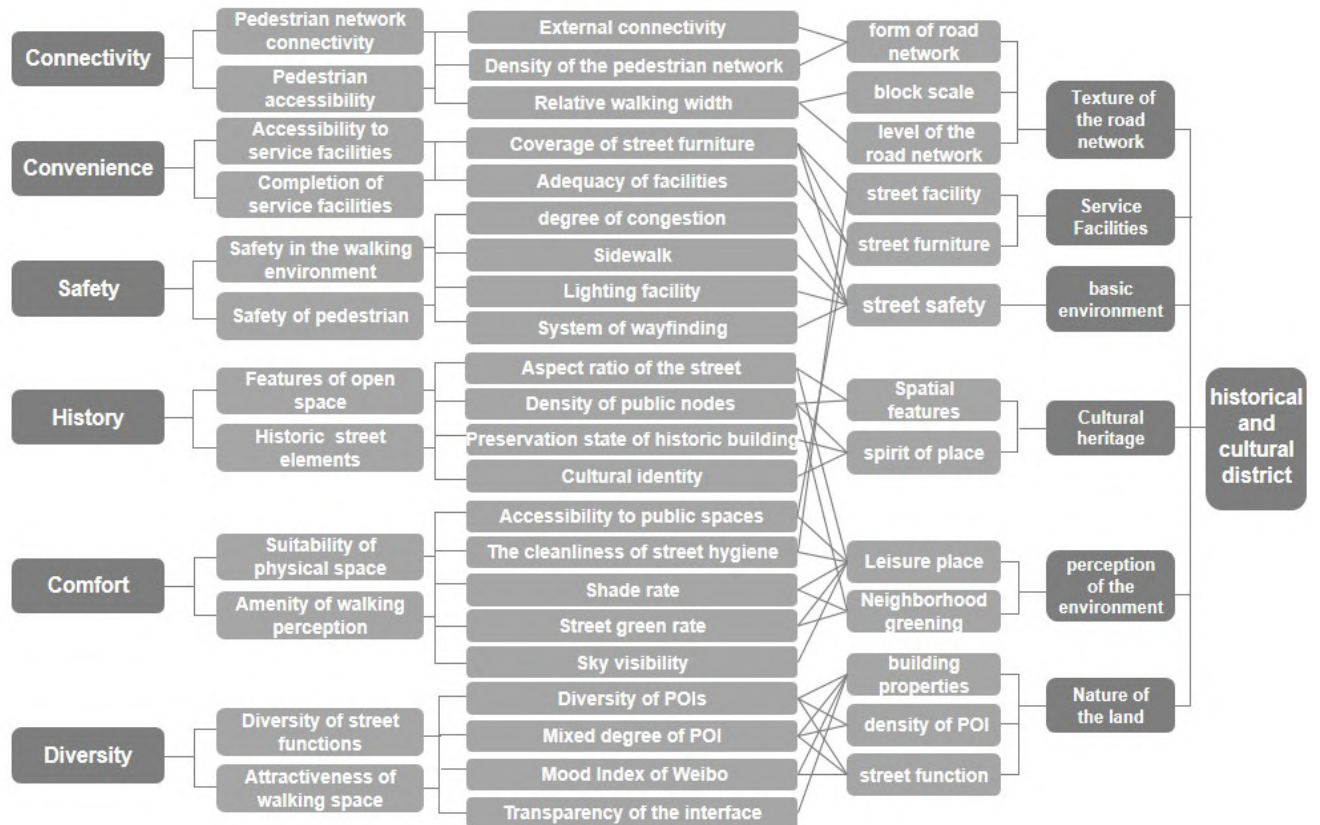 Connectivity
Convenience
Safety
History
Comfort
Diversity
Pedestrian network
connectivity
Pedestrian
accessibility
Accessibility to
service facilities
Completion of
service facilities
Safety in the walking
environment
Safety of pedestrian
Features of open
space
Historic street
elements
Suitability of
physical space
Amenity of walking
perception
Diversity of street
functions
Attractiveness of
walking space
External connectivity
Density of the pedestrian network
Relative walking width
Coverage of street furniture
Adequacy of facilities
degree of congestion
Sidewalk
Lighting facility
System of wayfinding
Aspect ratio of the street
Density of public nodes
Preservation state of historic building
Cultural identity
Accessibility to public spaces
The cleanliness of street hygiene
Shade rate
Street green rate
Sky visibility
Diversity of POIs
Mixed degree of POI
Mood Index of Weibo
Transparency of the interface
form of road
network
block scale
level of the
road network
street facility
street furniture
street safety
Spatial
features
spirit of place
Leisure place
Neighborhood
greening
building
properties
density of POI
street function
Texture of
the road
network
Service
Facilities
basic
environment
Cultural
heritage
perception
of the
environment
Nature of
the land
historical
and
cultural
district